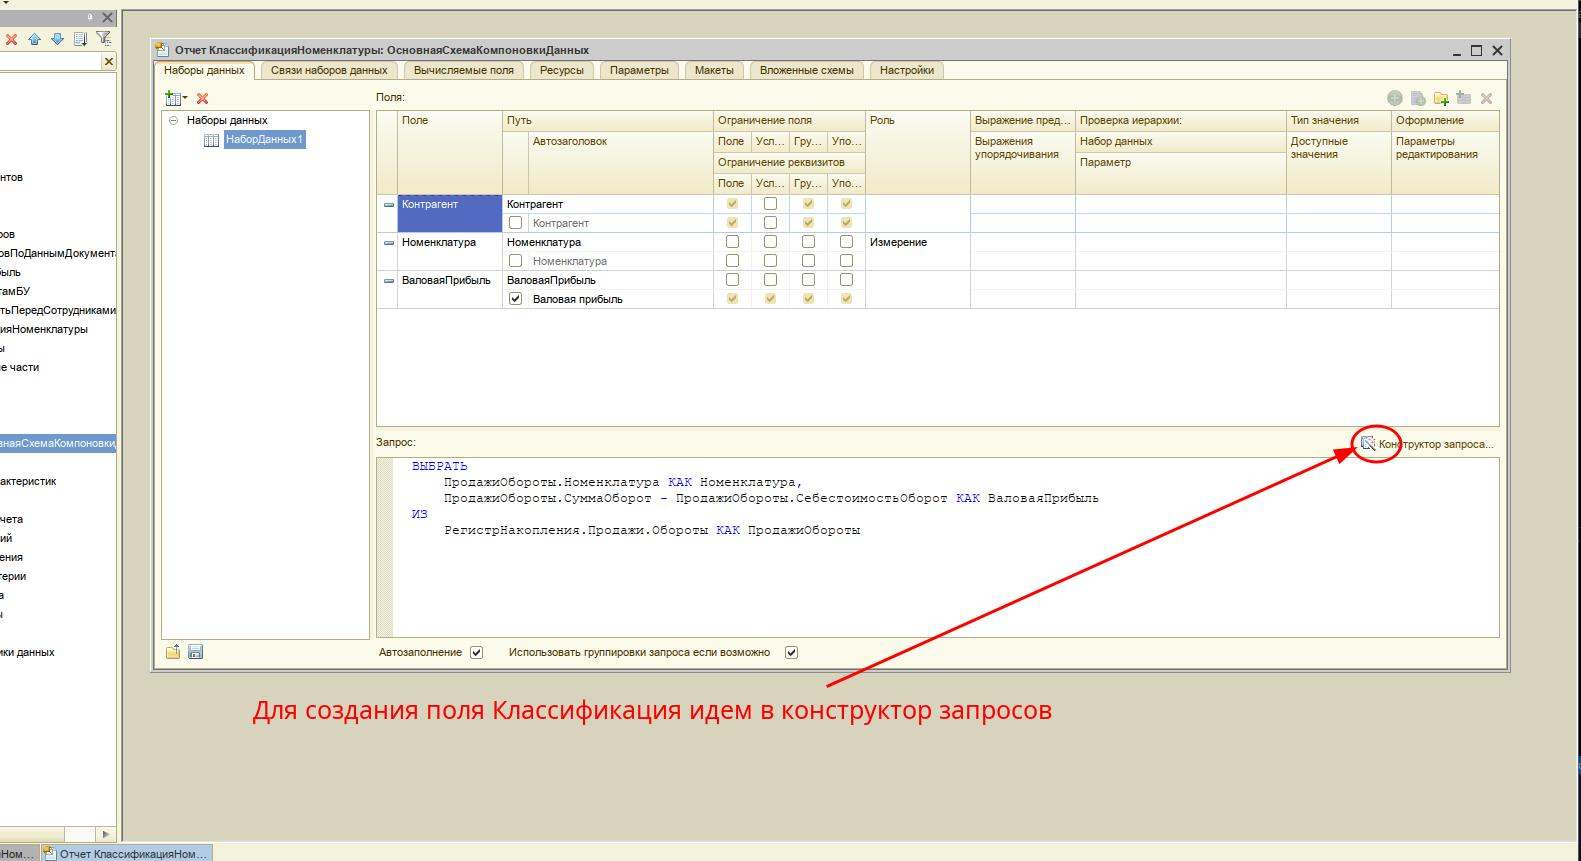 Отчет КлассификацияНоменклатуры: ОсновнаяСхемаКомпоновкиДанных
Наборы данных
Связи наборов данных
Вычисляемые поля
Ресурсы
Параметры
Макеты
Вложенные схемы
Настройки
Наборы данных
НаборДанных1
Поля:
Поле
Путь
Ограничение поля
Роль
Выражение пред...
Проверка иерархии:
Тип значения
Оформление
Автозаголовок
Поле
Усл...
Гру...
Упо...
Выражения упорядочивания
Набор данных
Доступные значения
Параметры редактирования
Ограничение реквизитов
Параметр
Поле
Усл...
Гру...
Упо...
Контрагент
Контрагент
Контрагент
Номенклатура
Номенклатура
Измерение
Номенклатура
ВаловаяПрибыль
ВаловаяПрибыль
Валовая прибыль
Запрос:
Конструктор запроса...
ВЫБРАТЬ
ПродажиОбороты.Номенклатура КАК Номенклатура,
ПродажиОбороты.СуммаОборот - ПродажиОбороты.СебестоимостьОборот КАК ВаловаяПрибыль
ИЗ
РегистрНакопления.Продажи.Обороты КАК ПродажиОбороты
Автозаполнение
Использовать группировки запроса если возможно
Для создания поля Классификация идем в конструктор запросов
нтов
ров
овПоДаннымДокумент
быль
тамБУ
тьПередСотрудниками
ияНоменклатуры
ы
е части
внаяСхемаКомпоновки
актеристик
чета
ий
ения
терии
а
ики данных
Ном...
Отчет КлассификацияНом...